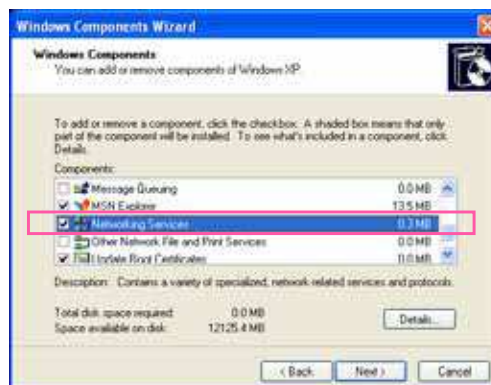 Windows Components Wizard
Windows Components
You can add or remove components of Windows XP.
To add or remove a component, click the checkbox. A shaded box means that only
part of the component will be installed. To see what's included in a component, click
Details.
Components:
Message Queuing 0.0 MB
MSN Explorer 13.5 MB
Networking Services 0.3 MB
Other Network File and Print Services 0.0 MB
Update Root Certificates 0.0 MB
Description: Contains a variety of specialized, network-related services and protocols.
Total disk space required: 0.0 MB
Space available on disk: 12125.4 MB
Details...
< Back Next > Cancel